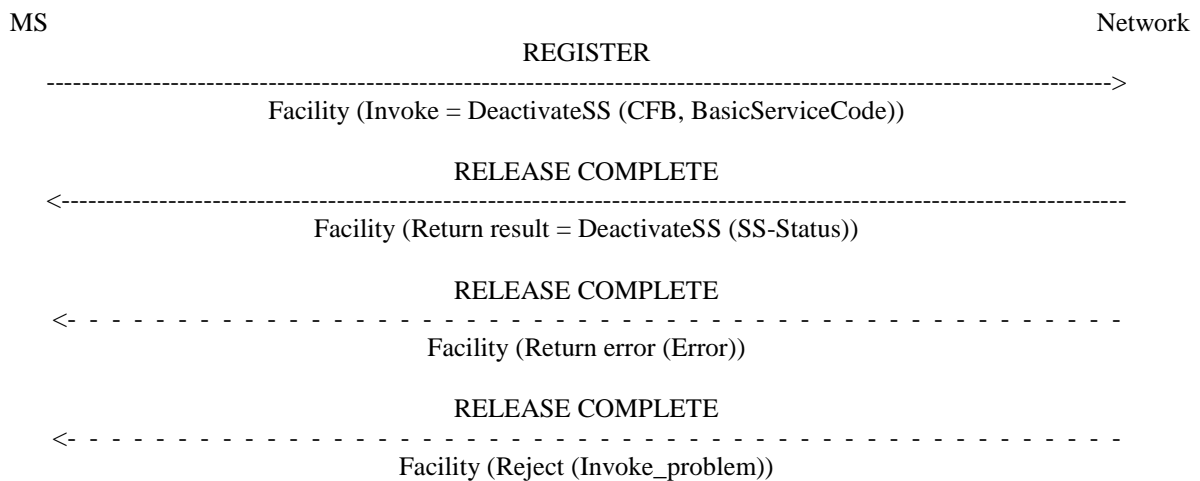 MS Network
REGISTER
Facility (Invoke = DeactivateSS (CFB, BasicServiceCode))
RELEASE COMPLETE
Facility (Return result = DeactivateSS (SS-Status))
RELEASE COMPLETE
Facility (Return error (Error))
RELEASE COMPLETE
Facility (Reject (Invoke_problem))